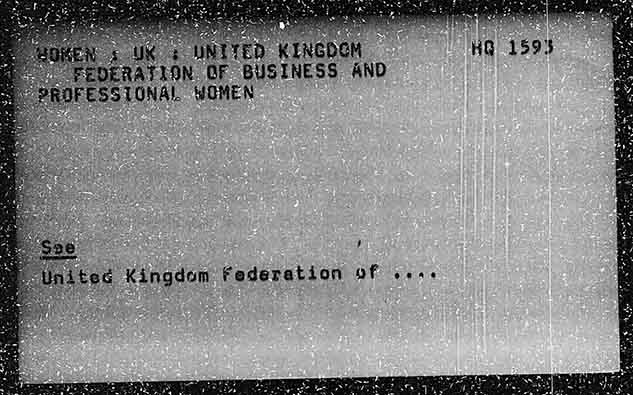 WOMEN : UK : UNITED KINGDOM HQ 1593
FEDERATION OF BUSINESS AND
PROFESSIONAL WOMEN
See
United Kingdom Federation of ....